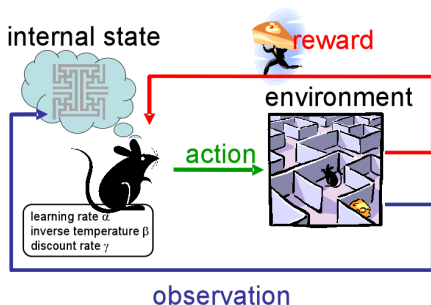 internal state
reward
environment
action
learning rate α
inverse temperature β
discount rate γ
observation